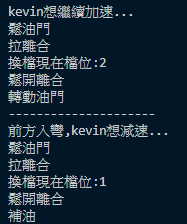 kevin想繼續加速...
鬆油門
拉離合
換檔現在檔位:2
鬆開離合
轉動油門
--------------------
前方入彎,kevin想減速...
鬆油門
拉離合
換檔現在檔位:1
鬆開離合
補油